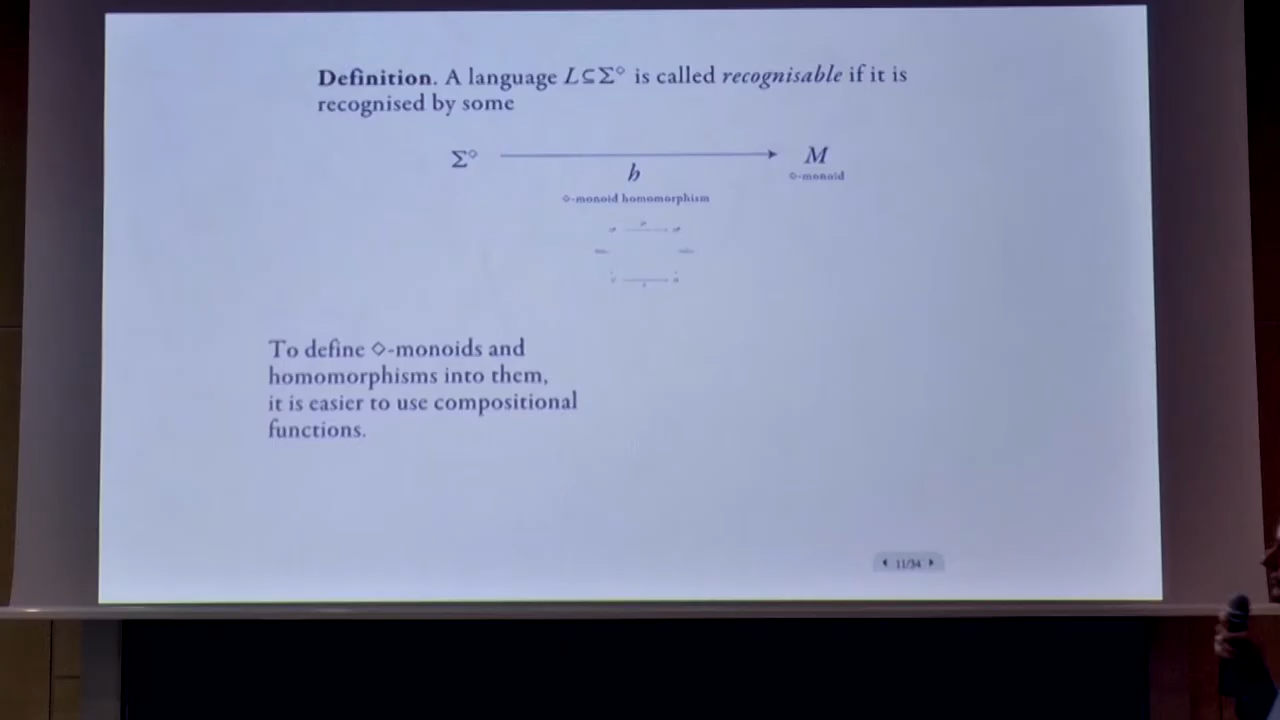 Definition. A language L⊆Σ◇ is called recognisable if it is
recognised by some
Σ◇ h M
◇-monoid
◇-monoid homomorphism
To define ◇-monoids and
homomorphisms into them,
it is easier to use compositional
functions.
11/34